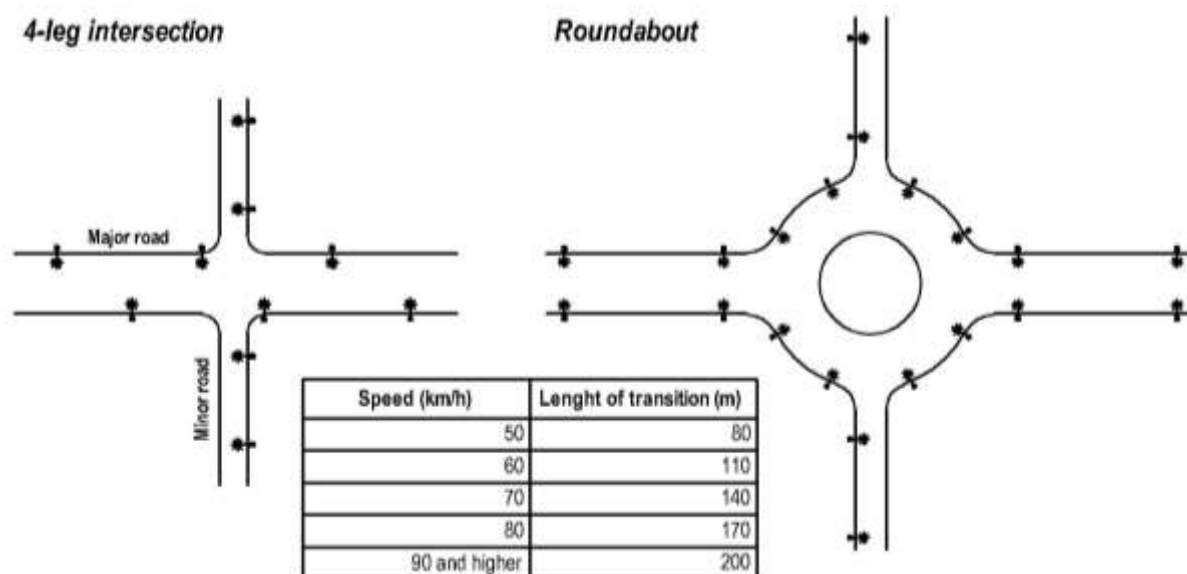 4-leg intersection
Roundabout
Major road
Minor road
Speed (km/h) Lenght of transition (m)
50 80
60 110
70 140
80 170
90 and higher 200